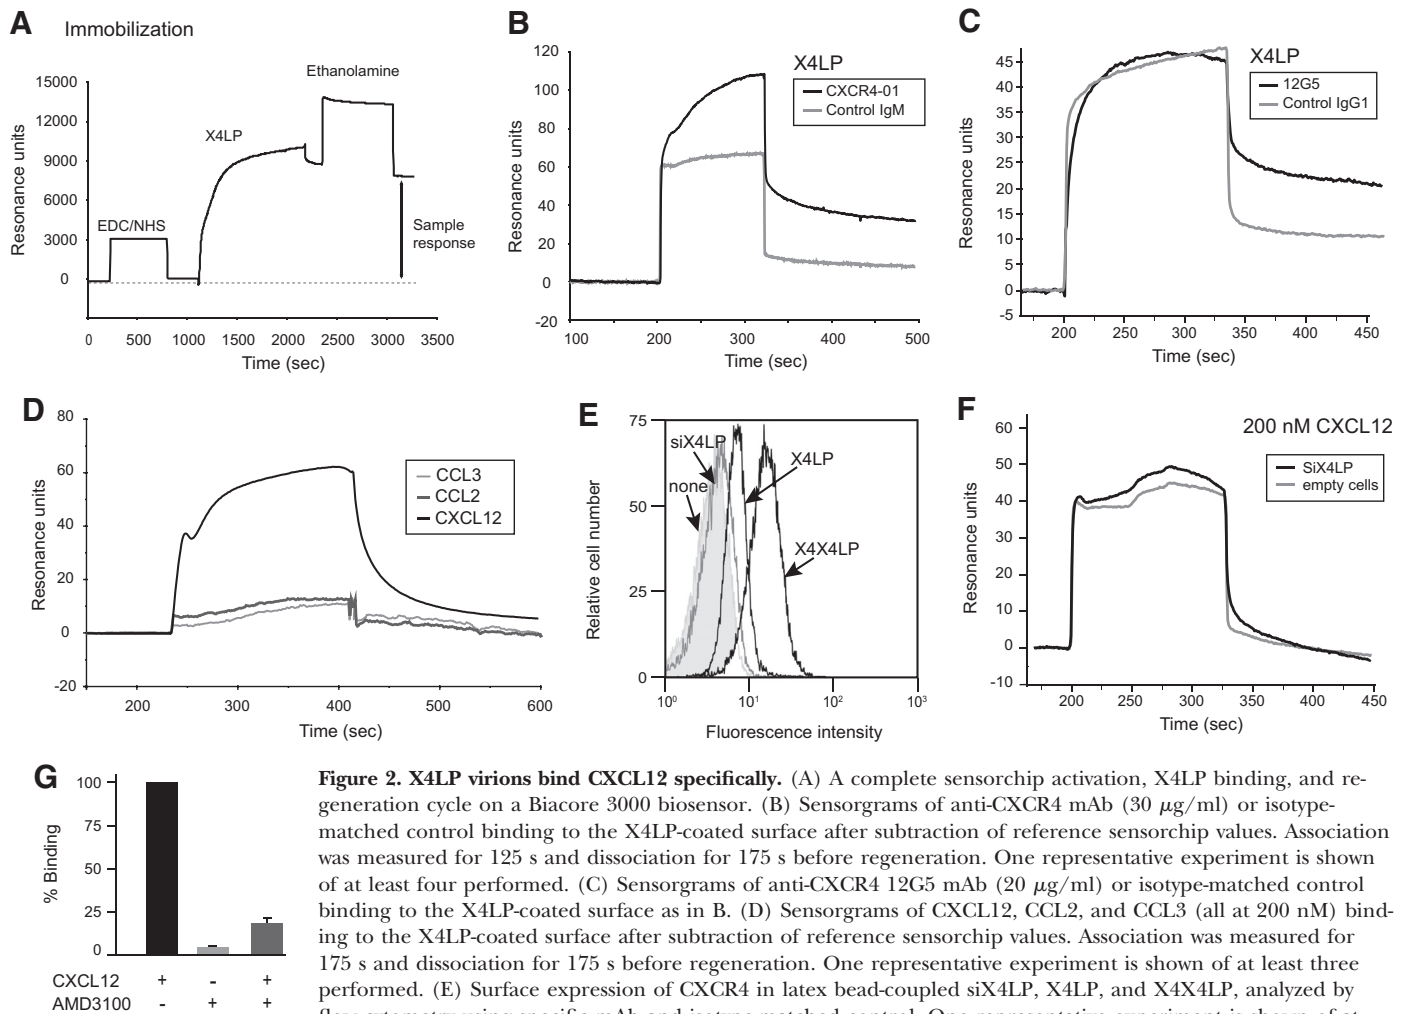 A
Immobilization
15000
12000
9000
6000
3000
0
Resonance units
EDC/NHS
X4LP
Ethanolamine
Sample
response
0 500 1000 1500 2000 2500 3000 3500
Time (sec)
B
120
100
80
60
40
20
0
-20
Resonance units
X4LP
CXCR4-01
Control IgM
100 200 300 400 500
Time (sec)
C
45
40
35
30
25
20
15
10
5
0
-5
Resonance units
X4LP
12G5
Control IgG1
200 250 300 350 400 450
Time (sec)
D
80
60
40
20
0
-20
Resonance units
CCL3
CCL2
CXCL12
200 300 400 500 600
Time (sec)
E
75
50
25
0
Relative cell number
siX4LP
none
X4LP
X4X4LP
10⁰ 10¹ 10² 10³
Fluorescence intensity
F
60
50
40
30
20
10
0
-10
Resonance units
200 nM CXCL12
SiX4LP
empty cells
200 250 300 350 400 450
Time (sec)
G
100
75
50
25
0
% Binding
CXCL12 + - +
AMD3100 - + +
Figure 2. X4LP virions bind CXCL12 specifically. (A) A complete sensorchip activation, X4LP binding, and re-
generation cycle on a Biacore 3000 biosensor. (B) Sensorgrams of anti-CXCR4 mAb (30 μg/ml) or isotype-
matched control binding to the X4LP-coated surface after subtraction of reference sensorchip values. Association
was measured for 125 s and dissociation for 175 s before regeneration. One representative experiment is shown
of at least four performed. (C) Sensorgrams of anti-CXCR4 12G5 mAb (20 μg/ml) or isotype-matched control
binding to the X4LP-coated surface as in B. (D) Sensorgrams of CXCL12, CCL2, and CCL3 (all at 200 nM) bind-
ing to the X4LP-coated surface after subtraction of reference sensorchip values. Association was measured for
175 s and dissociation for 175 s before regeneration. One representative experiment is shown of at least three
performed. (E) Surface expression of CXCR4 in latex bead-coupled siX4LP, X4LP, and X4X4LP, analyzed by